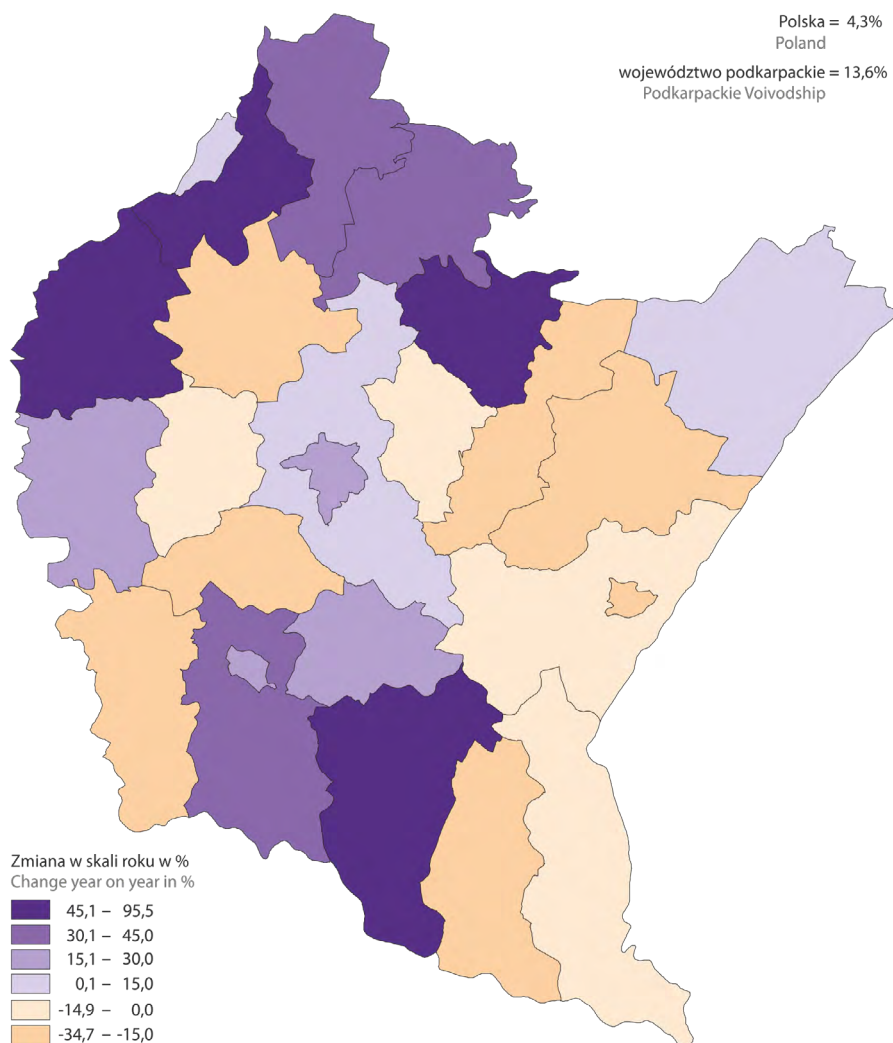 Polska = 4,3%
Poland
województwo podkarpackie = 13,6%
Podkarpackie Voivodship
Zmiana w skali roku w %
Change year on year in %
45,1 – 95,5
30,1 – 45,0
15,1 – 30,0
0,1 – 15,0
-14,9 – 0,0
-34,7 – -15,0